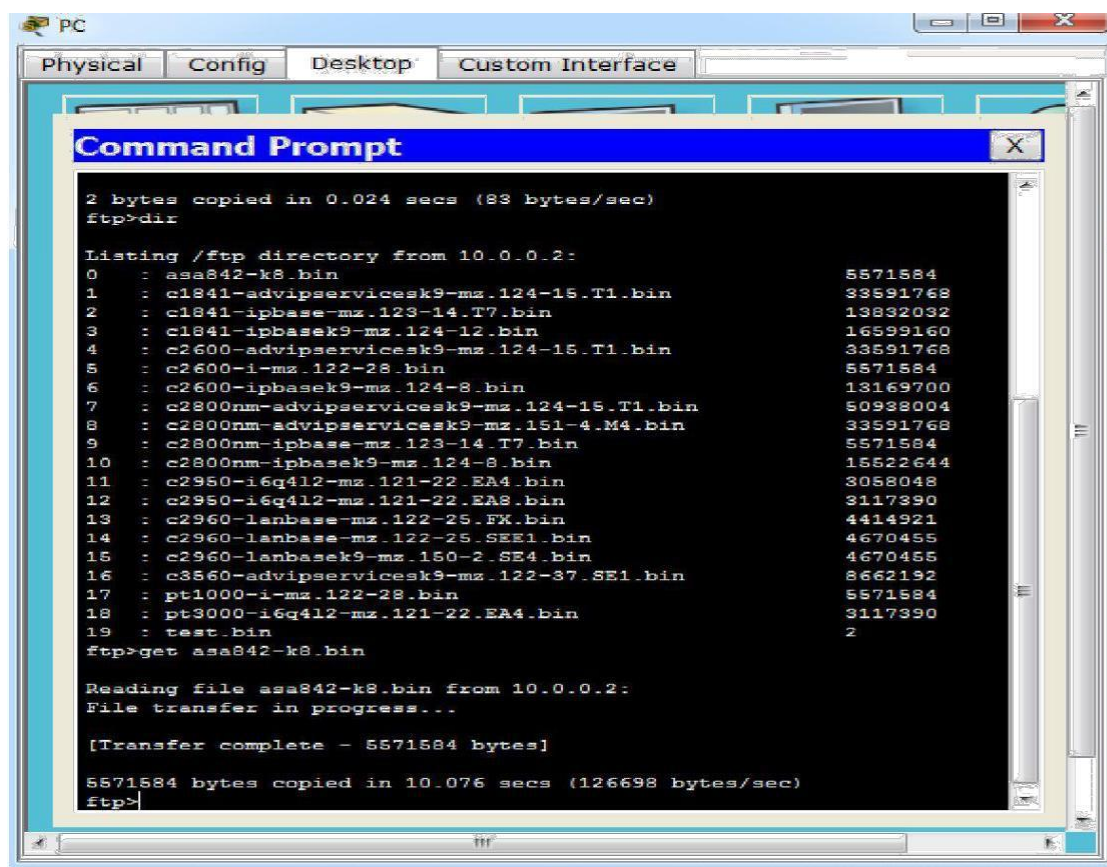 PC
Physical Config Desktop Custom Interface
Command Prompt
X
2 bytes copied in 0.024 secs (83 bytes/sec)
ftp>dir
Listing /ftp directory from 10.0.0.2:
0 : asa842-k8.bin 5571584
1 : c1841-advipservicesk9-mz.124-15.T1.bin 33591768
2 : c1841-ipbase-mz.123-14.T7.bin 13832032
3 : c1841-ipbasek9-mz.124-12.bin 16599160
4 : c2600-advipservicesk9-mz.124-15.T1.bin 33591768
5 : c2600-i-mz.122-28.bin 5571584
6 : c2600-ipbasek9-mz.124-8.bin 13169700
7 : c2800nm-advipservicesk9-mz.124-15.T1.bin 50938004
8 : c2800nm-advipservicesk9-mz.151-4.M4.bin 33591768
9 : c2800nm-ipbase-mz.123-14.T7.bin 5571584
10 : c2800nm-ipbasek9-mz.124-8.bin 15522644
11 : c2950-i6q4l2-mz.121-22.EA4.bin 3058048
12 : c2950-i6q4l2-mz.121-22.EA8.bin 3117390
13 : c2960-lanbase-mz.122-25.FX.bin 4414921
14 : c2960-lanbase-mz.122-25.SEE1.bin 4670455
15 : c2960-lanbasek9-mz.150-2.SE4.bin 4670455
16 : c3560-advipservicesk9-mz.122-37.SE1.bin 8662192
17 : pt1000-i-mz.122-28.bin 5571584
18 : pt3000-i6q4l2-mz.121-22.EA4.bin 3117390
19 : test.bin 2
ftp>get asa842-k8.bin
Reading file asa842-k8.bin from 10.0.0.2:
File transfer in progress...
[Transfer complete - 5571584 bytes]
5571584 bytes copied in 10.076 secs (126698 bytes/sec)
ftp>